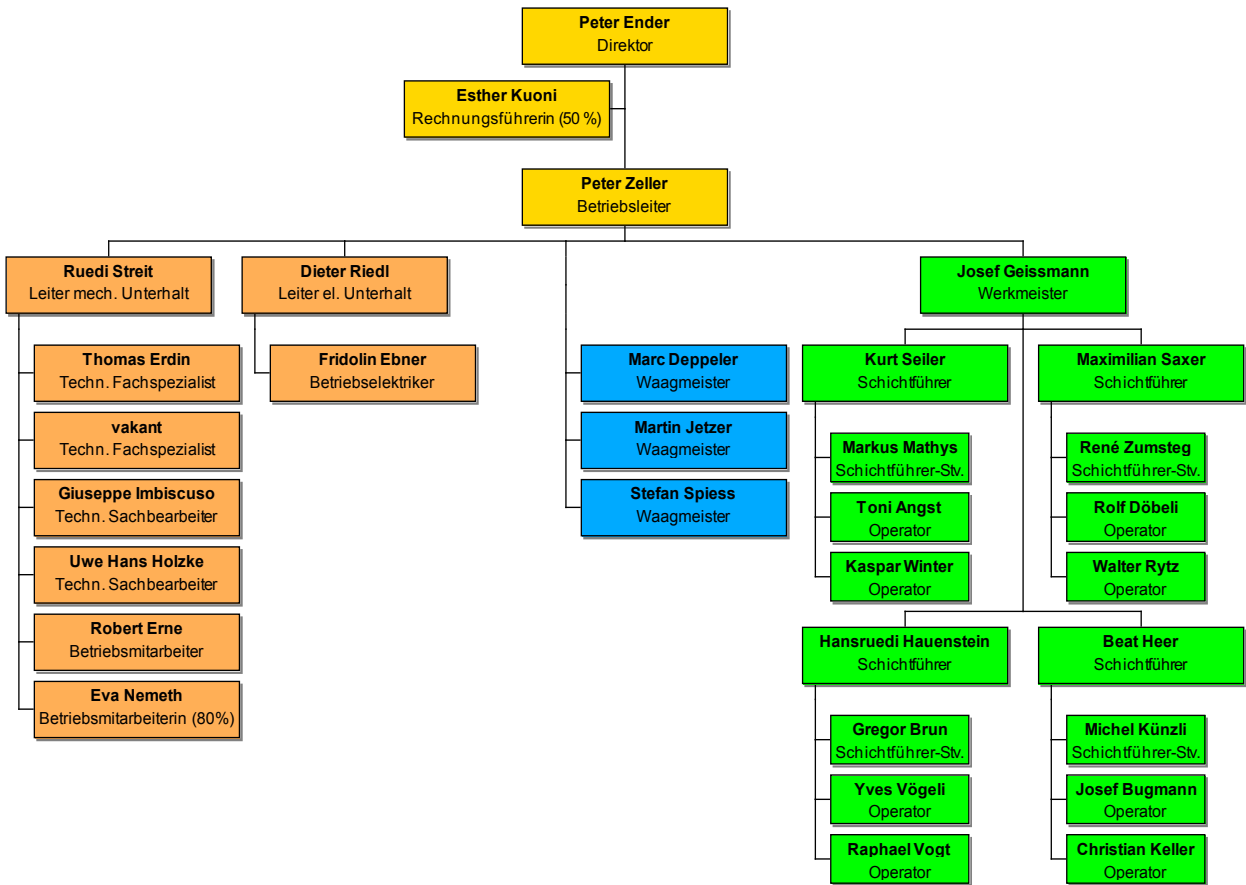 Peter Ender
Direktor
Esther Kuoni
Rechnungsführerin (50 %)
Peter Zeller
Betriebsleiter
Ruedi Streit
Leiter mech. Unterhalt
Thomas Erdin
Techn. Fachspezialist
vakant
Techn. Fachspezialist
Giuseppe Imbiscuso
Techn. Sachbearbeiter
Uwe Hans Holzke
Techn. Sachbearbeiter
Robert Erne
Betriebsmitarbeiter
Eva Nemeth
Betriebsmitarbeiterin (80%)
Dieter Riedl
Leiter el. Unterhalt
Fridolin Ebner
Betriebselektriker
Marc Deppeler
Waagmeister
Martin Jetzer
Waagmeister
Stefan Spiess
Waagmeister
Josef Geissmann
Werkmeister
Kurt Seiler
Schichtführer
Markus Mathys
Schichtführer-Stv.
Toni Angst
Operator
Kaspar Winter
Operator
Maximilian Saxer
Schichtführer
René Zumsteg
Schichtführer-Stv.
Rolf Döbeli
Operator
Walter Rytz
Operator
Hansruedi Hauenstein
Schichtführer
Gregor Brun
Schichtführer-Stv.
Yves Vögeli
Operator
Raphael Vogt
Operator
Beat Heer
Schichtführer
Michel Künzli
Schichtführer-Stv.
Josef Bugmann
Operator
Christian Keller
Operator